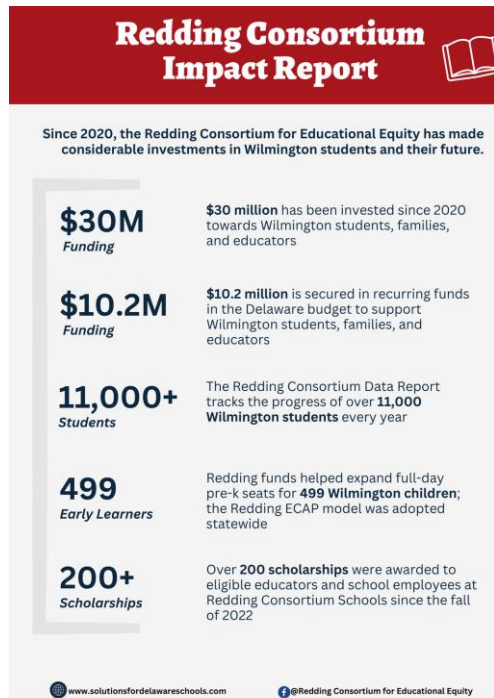 Redding Consortium
Impact Report
Since 2020, the Redding Consortium for Educational Equity has made
considerable investments in Wilmington students and their future.
$30M
Funding
$30 million has been invested since 2020
towards Wilmington students, families,
and educators
$10.2M
Funding
$10.2 million is secured in recurring funds
in the Delaware budget to support
Wilmington students, families, and
educators
11,000+
Students
The Redding Consortium Data Report
tracks the progress of over 11,000
Wilmington students every year
499
Early Learners
Redding funds helped expand full-day
pre-k seats for 499 Wilmington children;
the Redding ECAP model was adopted
statewide
200+
Scholarships
Over 200 scholarships were awarded to
eligible educators and school employees at
Redding Consortium Schools since the fall
of 2022
www.solutionsfordelawareschools.com
@Redding Consortium for Educational Equity